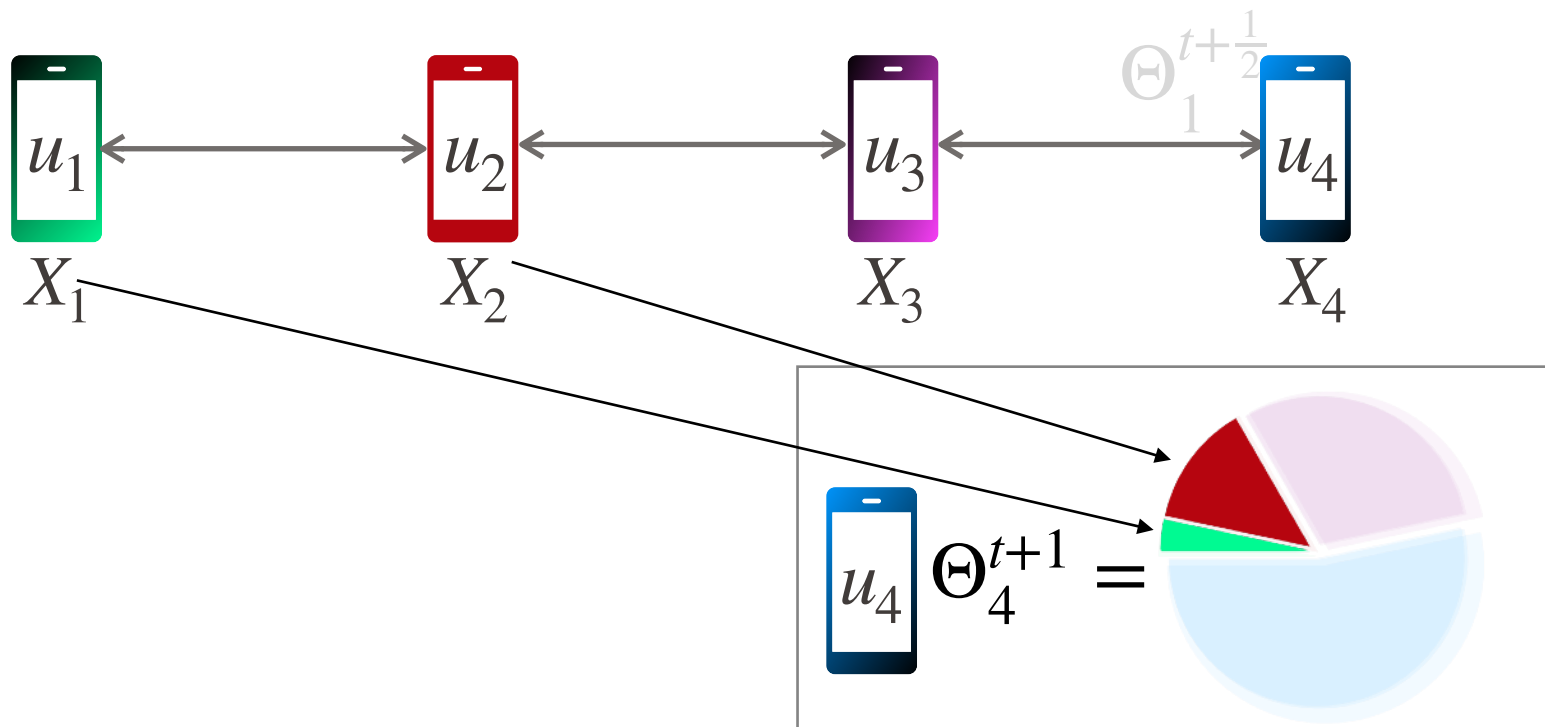 Θ₁^{t+1/2}
u₁ u₂ u₃ u₄
X₁ X₂ X₃ X₄
u₄ Θ₄^{t+1} =